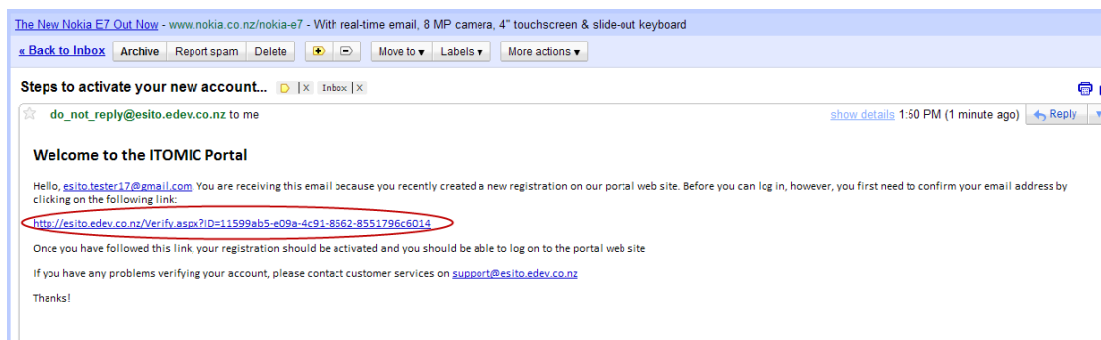 The New Nokia E7 Out Now - www.nokia.co.nz/nokia-e7 - With real-time email, 8 MP camera, 4" touchscreen & slide-out keyboard
« Back to Inbox Archive Report spam Delete Move to ▾ Labels ▾ More actions ▾
Steps to activate your new account... | X Inbox | X
do_not_reply@esito.edev.co.nz to me show details 1:50 PM (1 minute ago) Reply
Welcome to the ITOMIC Portal
Hello, esito.tester17@gmail.com You are receiving this email because you recently created a new registration on our portal web site. Before you can log in, however, you first need to confirm your email address by
clicking on the following link:
http://esito.edev.co.nz/Verify.aspx?ID=11599ab5-e09a-4c91-8562-8551796c6014
Once you have followed this link your registration should be activated and you should be able to log on to the portal web site
If you have any problems verifying your account, please contact customer services on support@esito.edev.co.nz
Thanks!